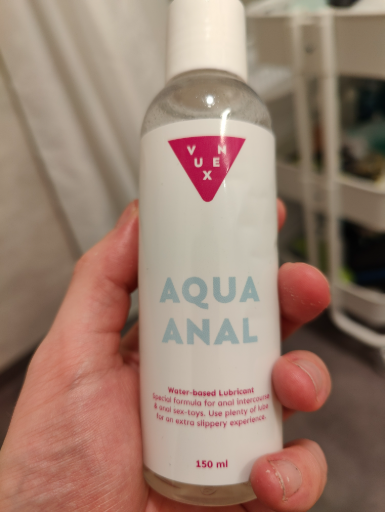 V N
U E
X
AQUA
ANAL
Water-based Lubricant
Special formula for anal intercourse
& anal sex-toys. Use plenty of lube
for an extra slippery experience.
150 ml